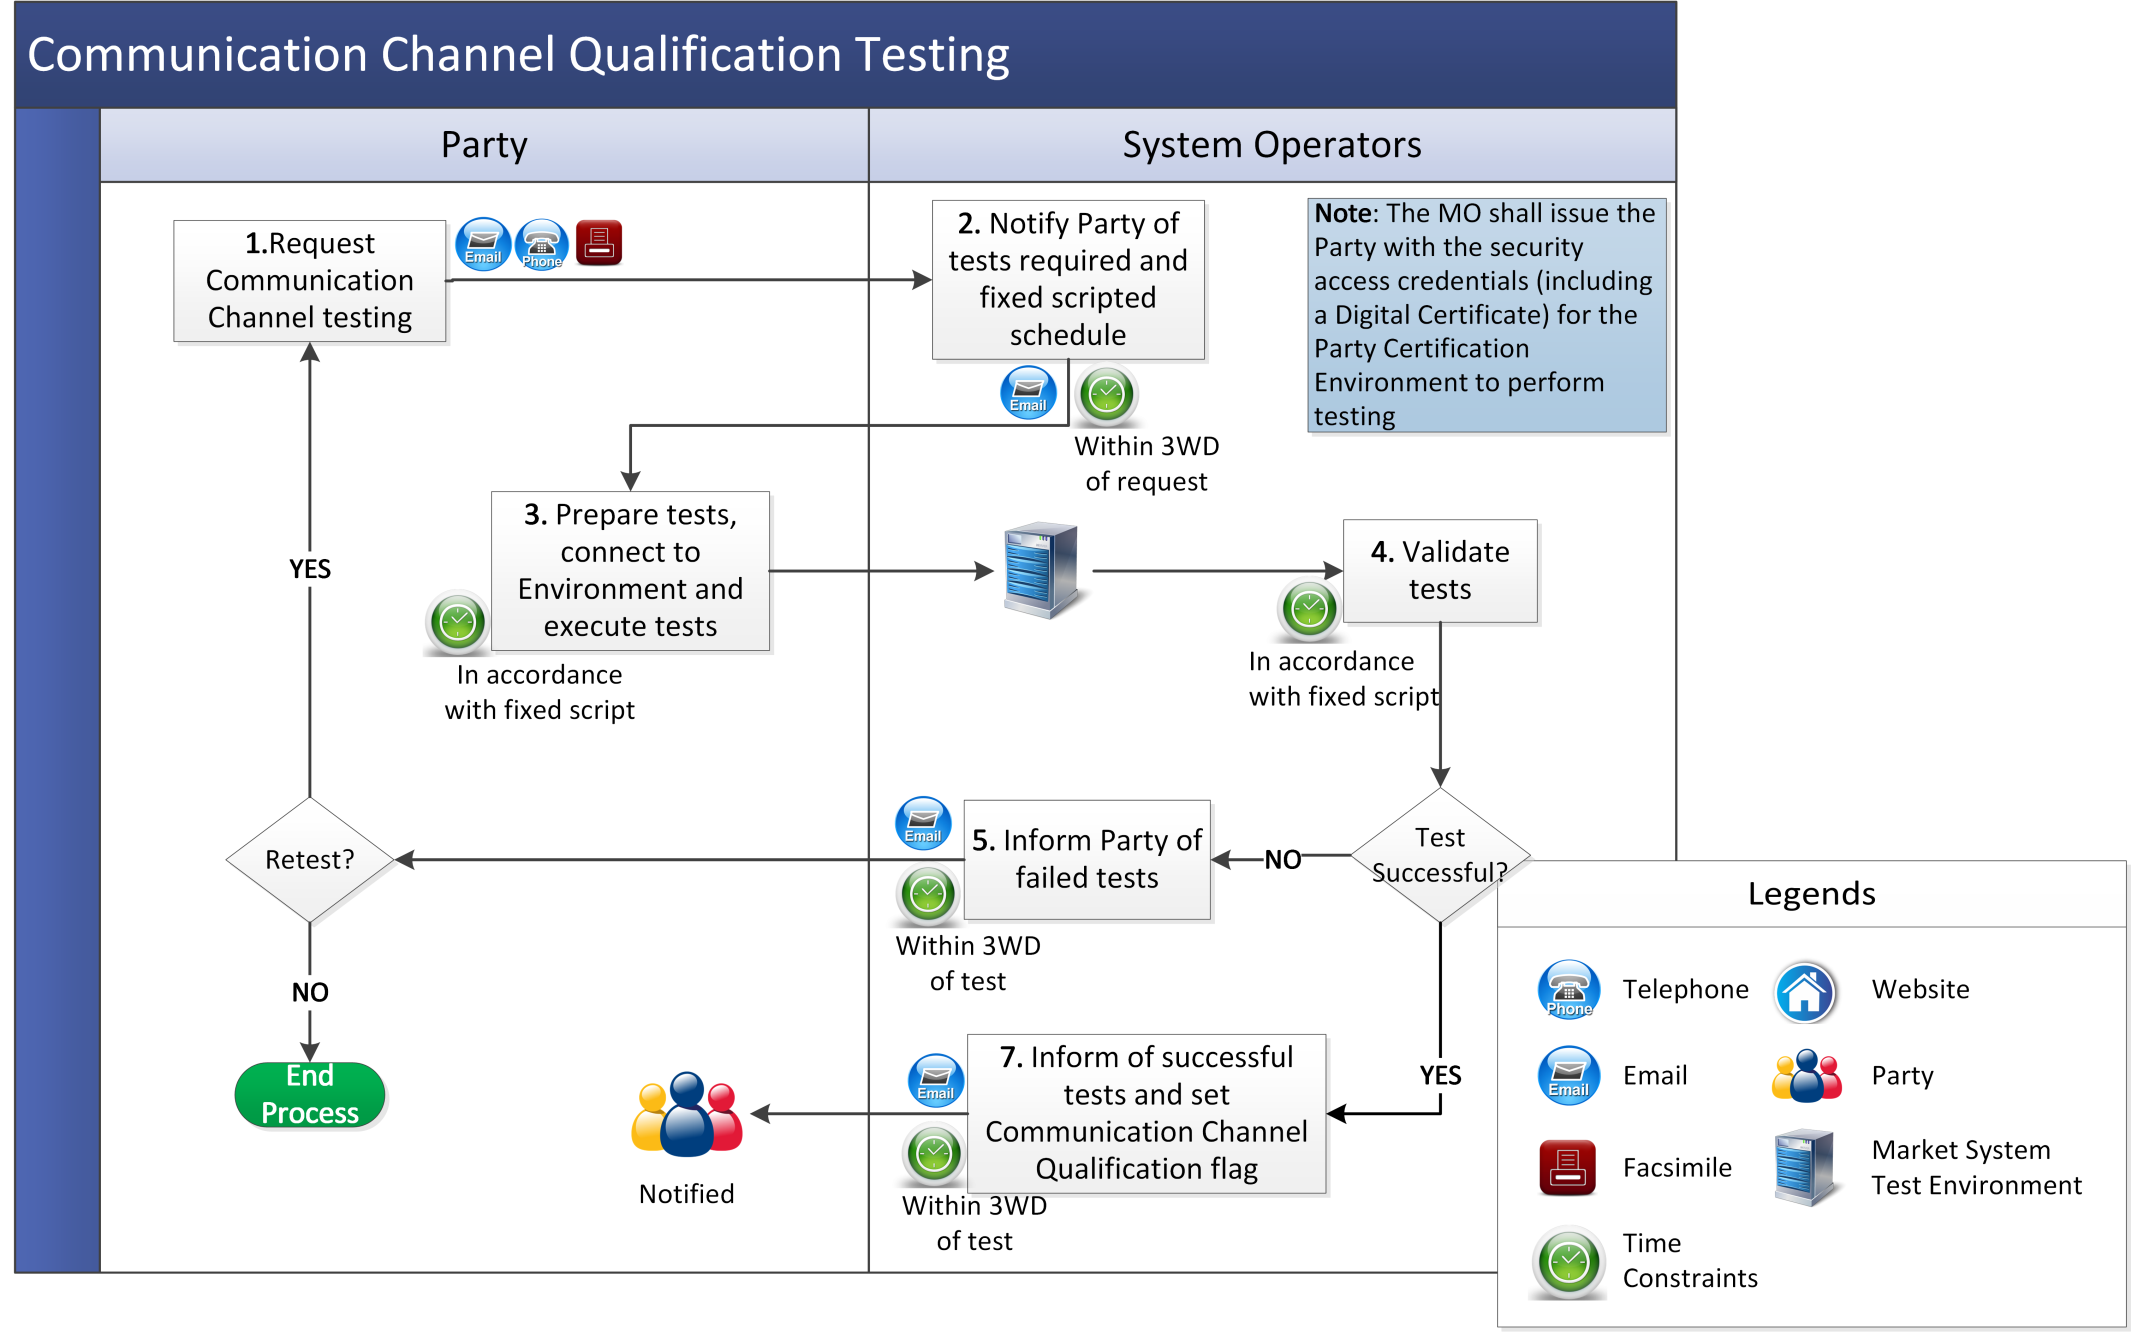 Communication Channel Qualification Testing
Party
System Operators
1.Request
Communication
Channel testing
Email
Phone
2. Notify Party of
tests required and
fixed scripted
schedule
Note: The MO shall issue the
Party with the security
access credentials (including
a Digital Certificate) for the
Party Certification
Environment to perform
testing
Email
Within 3WD
of request
3. Prepare tests,
connect to
Environment and
execute tests
In accordance
with fixed script
4. Validate
tests
In accordance
with fixed script
YES
Test
Successful?
NO
5. Inform Party of
failed tests
Email
Within 3WD
of test
Retest?
NO
End
Process
YES
7. Inform of successful
tests and set
Communication Channel
Qualification flag
Email
Within 3WD
of test
Notified
Legends
Phone
Telephone
Website
Email
Email
Party
Facsimile
Market System
Test Environment
Time
Constraints